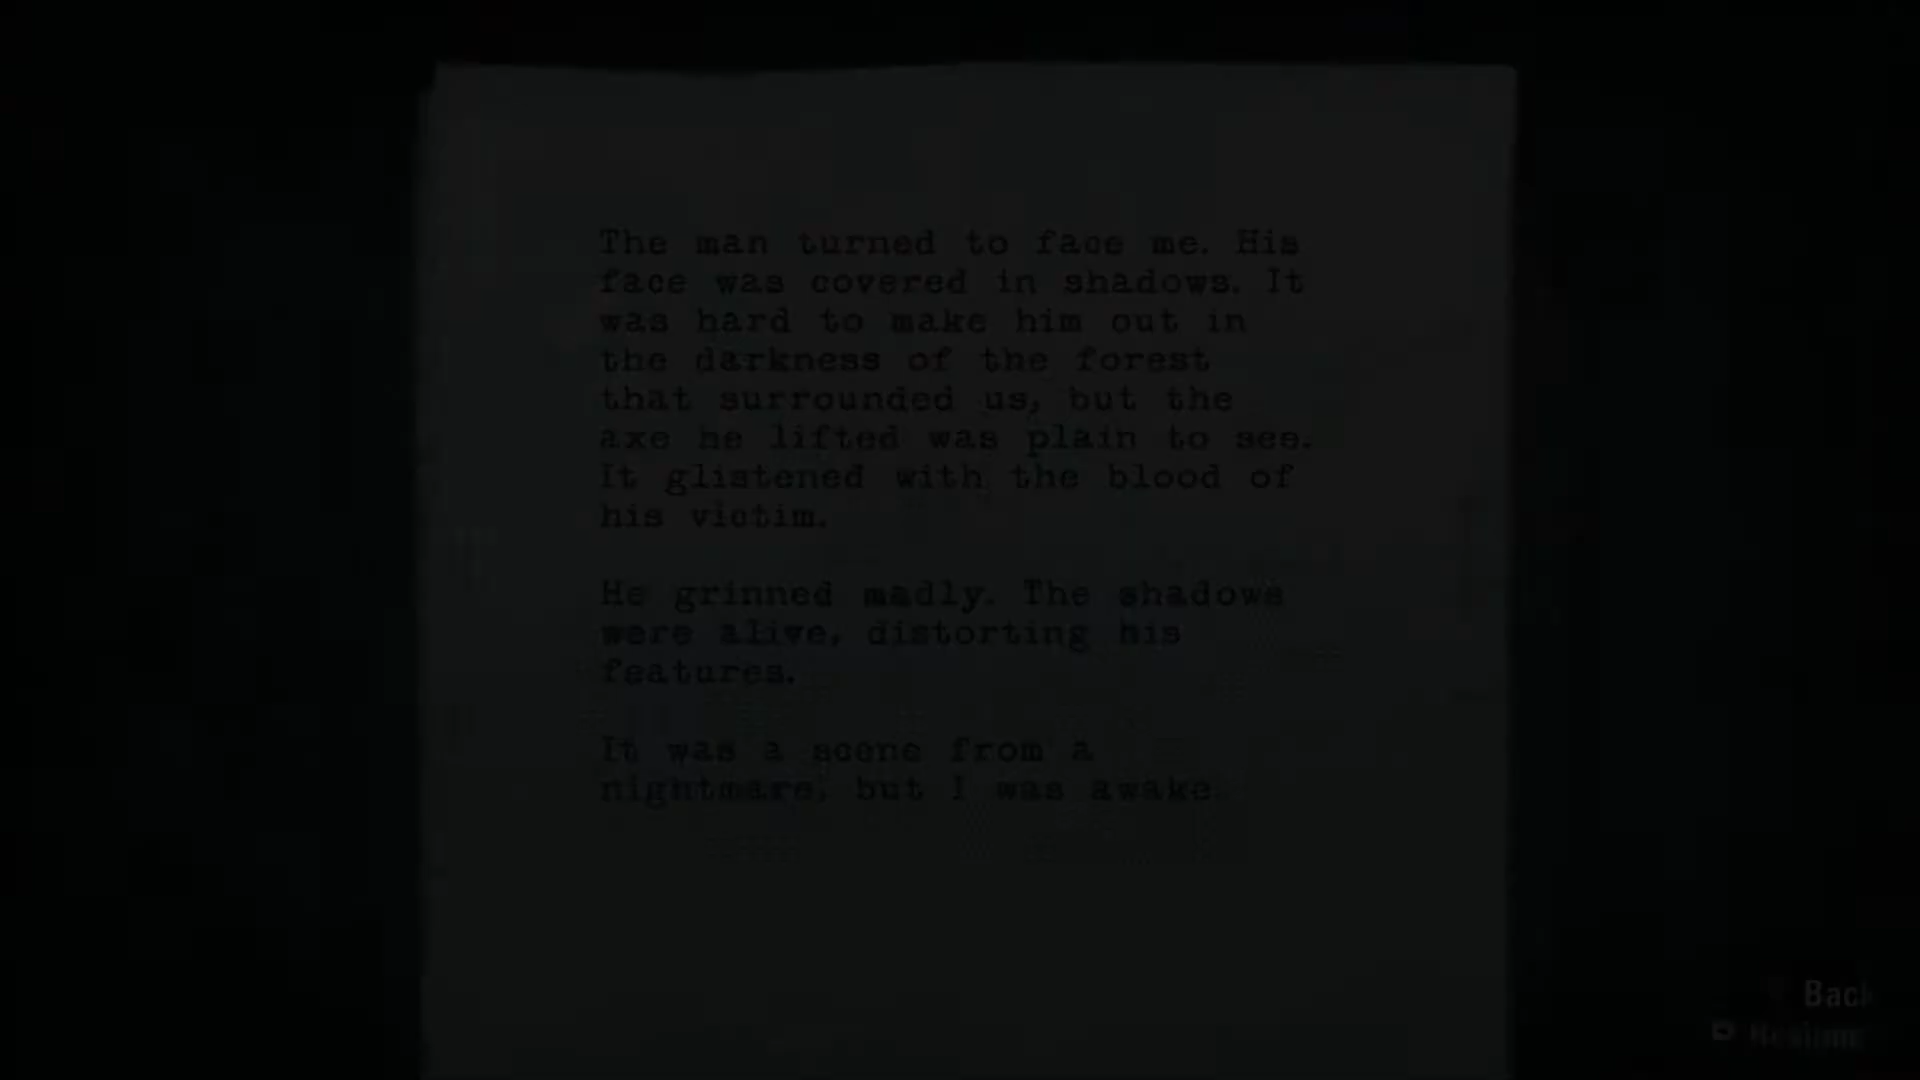 The man turned to face me. His
face was covered in shadows. It
was hard to make him out in
the darkness of the forest
that surrounded us, but the
axe he lifted was plain to see.
It glistened with the blood of
his victim.
He grinned madly. The shadows
were alive, distorting his
features.
It was a scene from a
nightmare, but I was awake.
Back